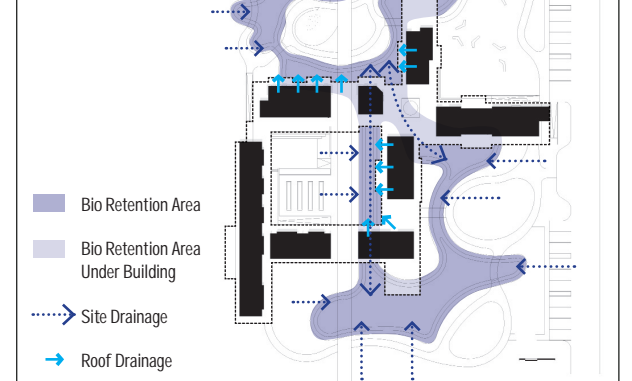 Bio Retention Area
Bio Retention Area
Under Building
Site Drainage
Roof Drainage